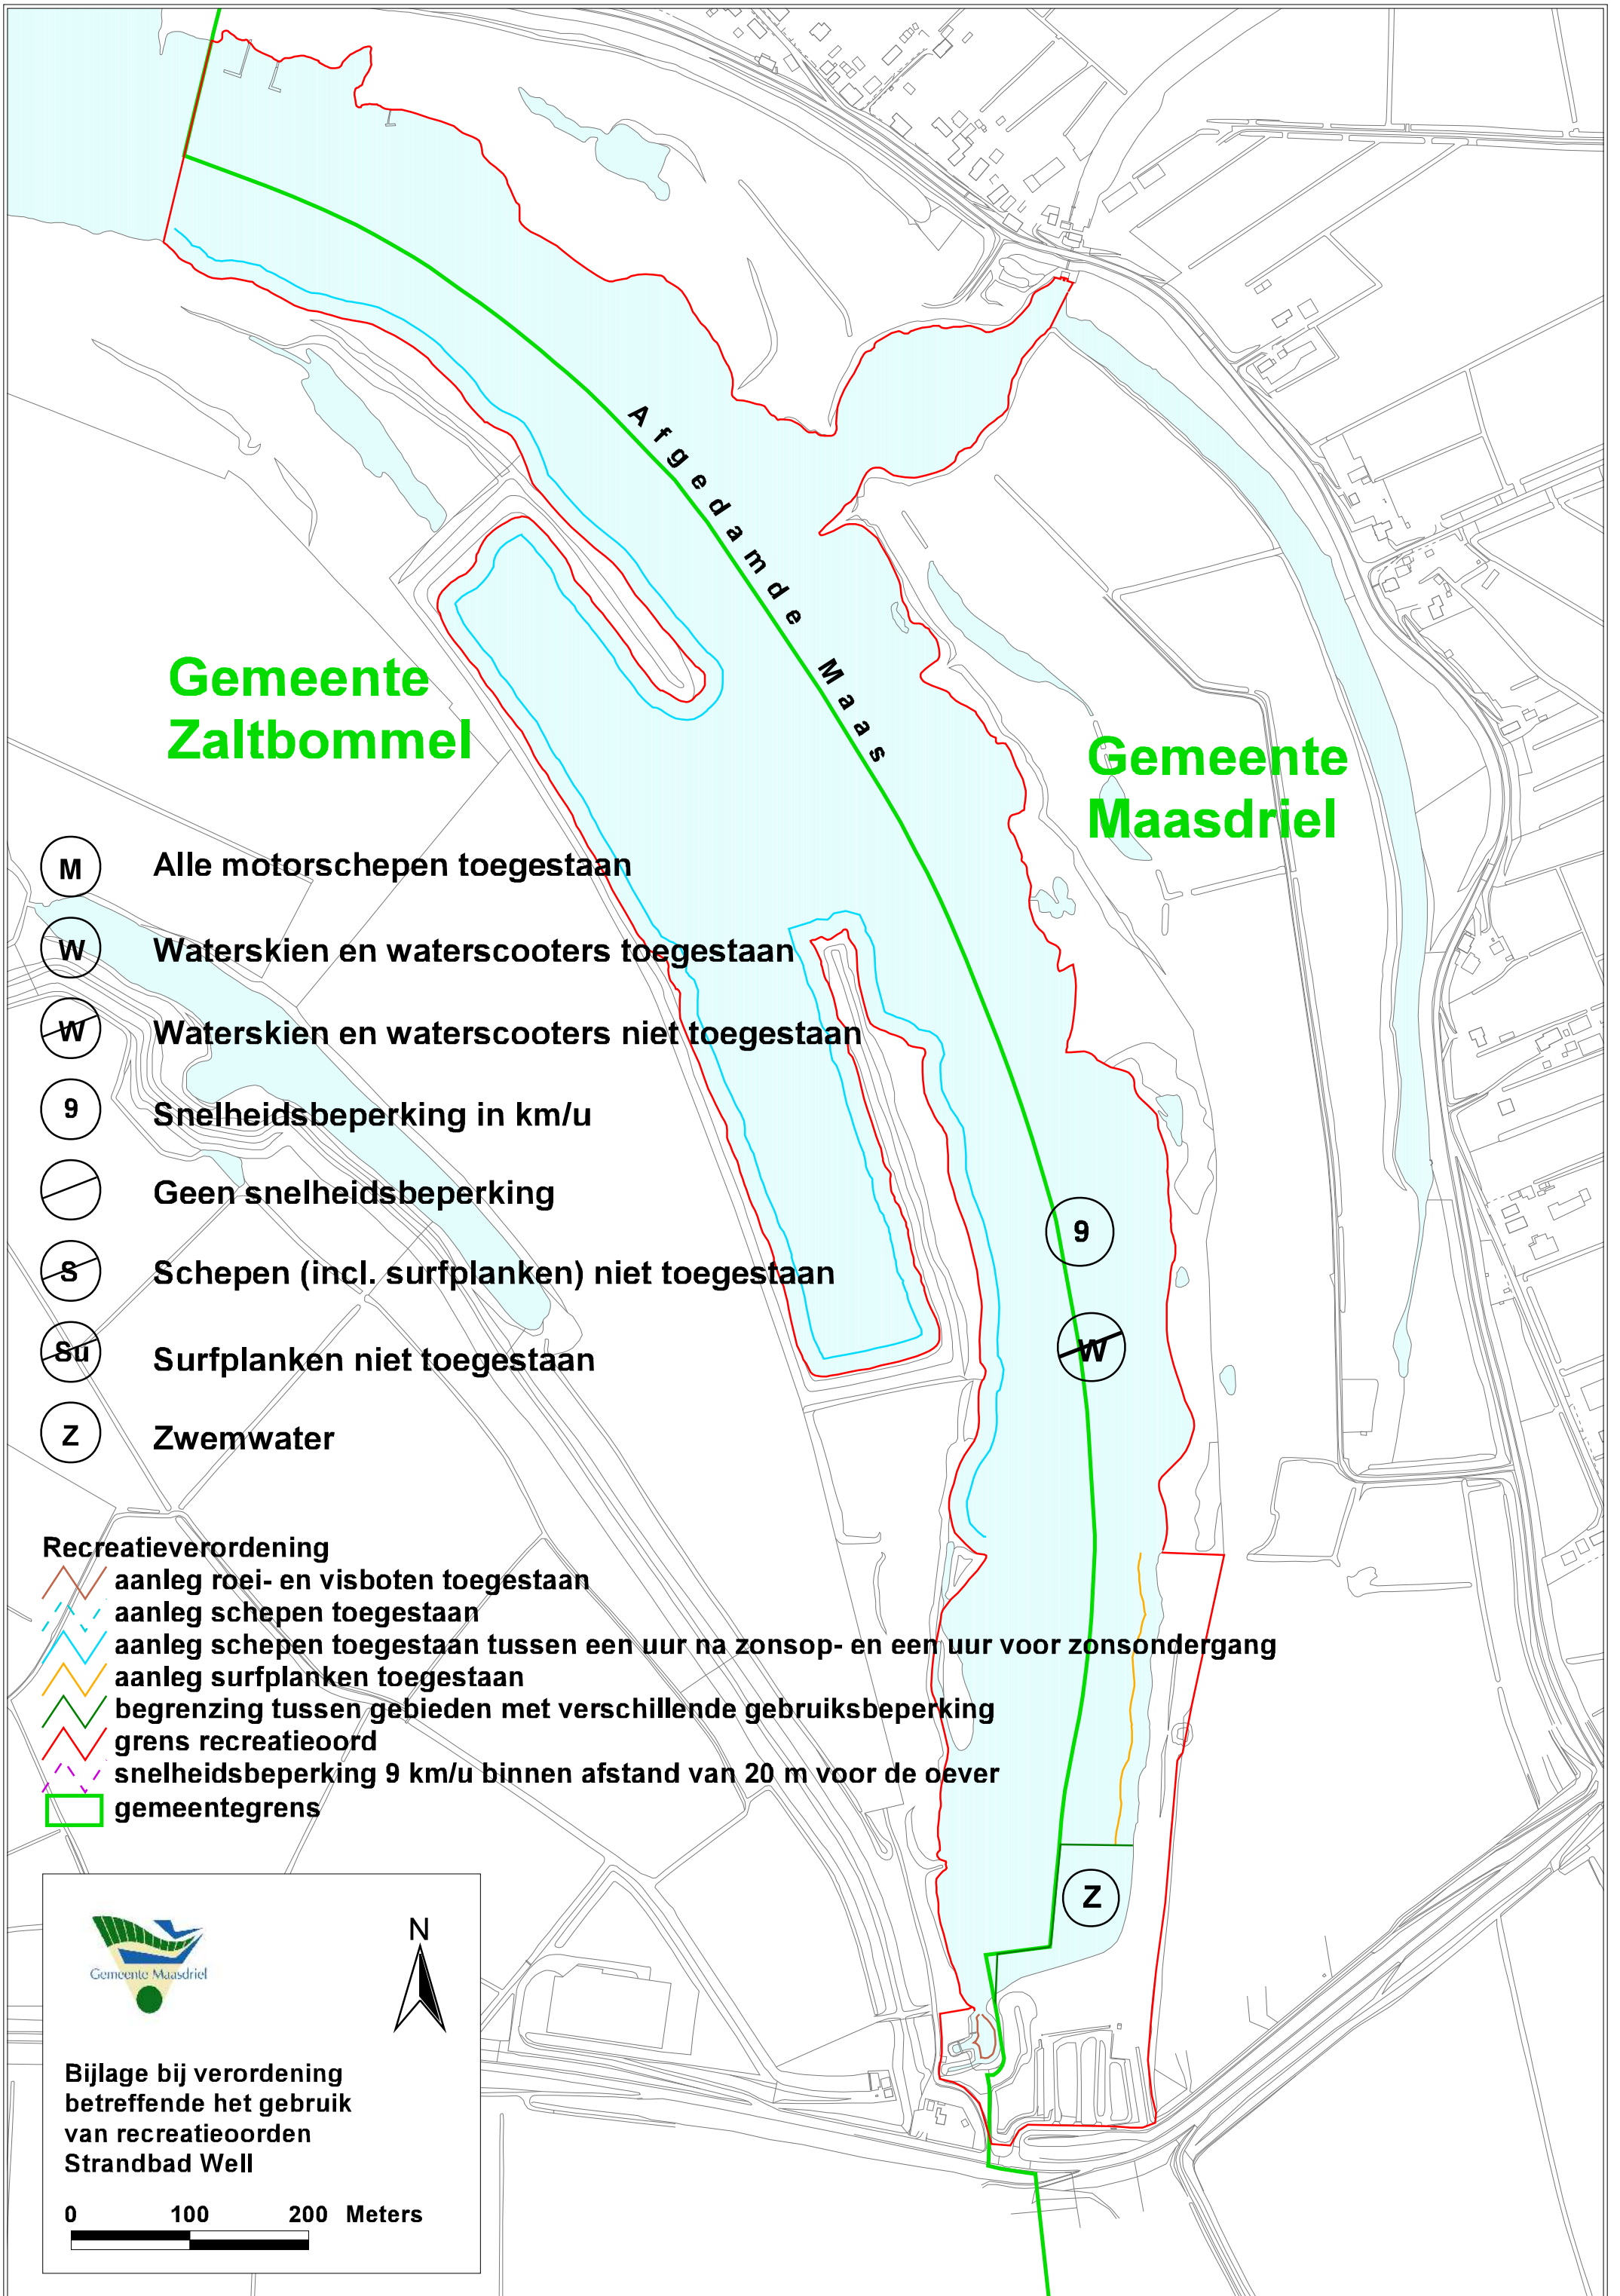 Afgedamde Maas
Gemeente
Zaltbommel
Gemeente
Maasdriel
M Alle motorschepen toegestaan
W Waterskien en waterscooters toegestaan
W Waterskien en waterscooters niet toegestaan
9 Snelheidsbeperking in km/u
Geen snelheidsbeperking
S Schepen (incl. surfplanken) niet toegestaan
Su Surfplanken niet toegestaan
Z Zwemwater
9
W
Z
Recreatieverordening
aanleg roei- en visboten toegestaan
aanleg schepen toegestaan
aanleg schepen toegestaan tussen een uur na zonsop- en een uur voor zonsondergang
aanleg surfplanken toegestaan
begrenzing tussen gebieden met verschillende gebruiksbeperking
grens recreatieoord
snelheidsbeperking 9 km/u binnen afstand van 20 m voor de oever
gemeentegrens
Gemeente Maasdriel
N
Bijlage bij verordening
betreffende het gebruik
van recreatieoorden
Strandbad Well
0 100 200 Meters